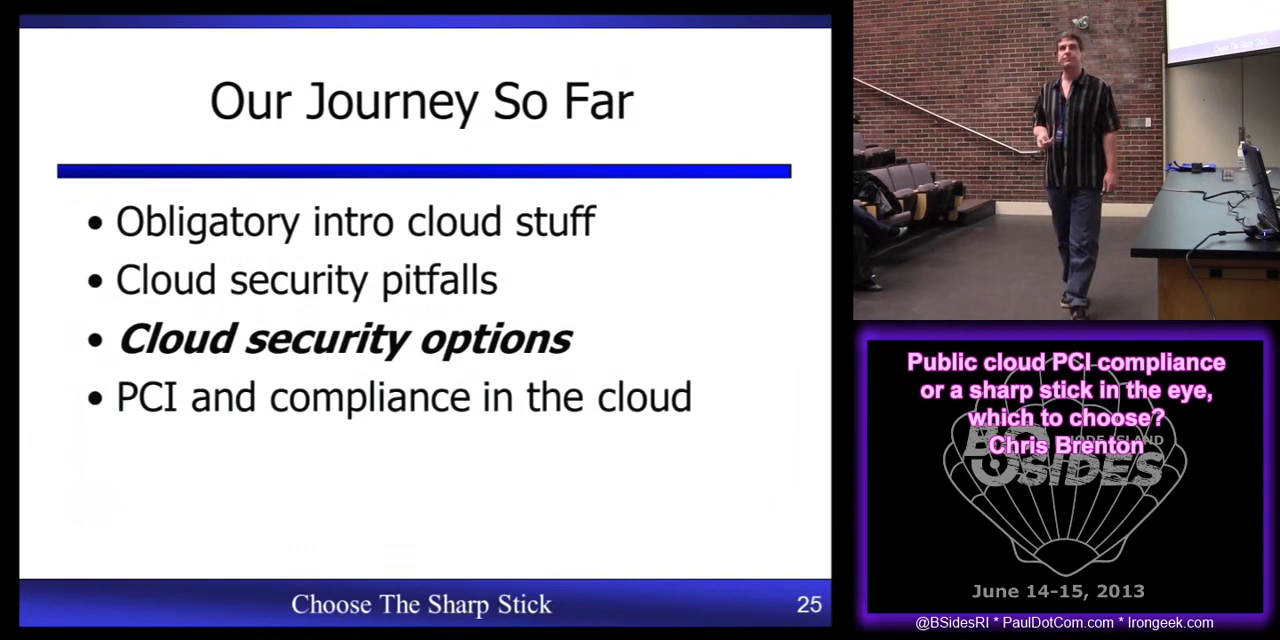 Our Journey So Far
• Obligatory intro cloud stuff
• Cloud security pitfalls
• Cloud security options
• PCI and compliance in the cloud
Choose The Sharp Stick
25
Public cloud PCI compliance
or a sharp stick in the eye,
which to choose?
Chris Brenton
BSIDES
June 14-15, 2013
@BSidesRI * PaulDotCom.com * Irongeek.com